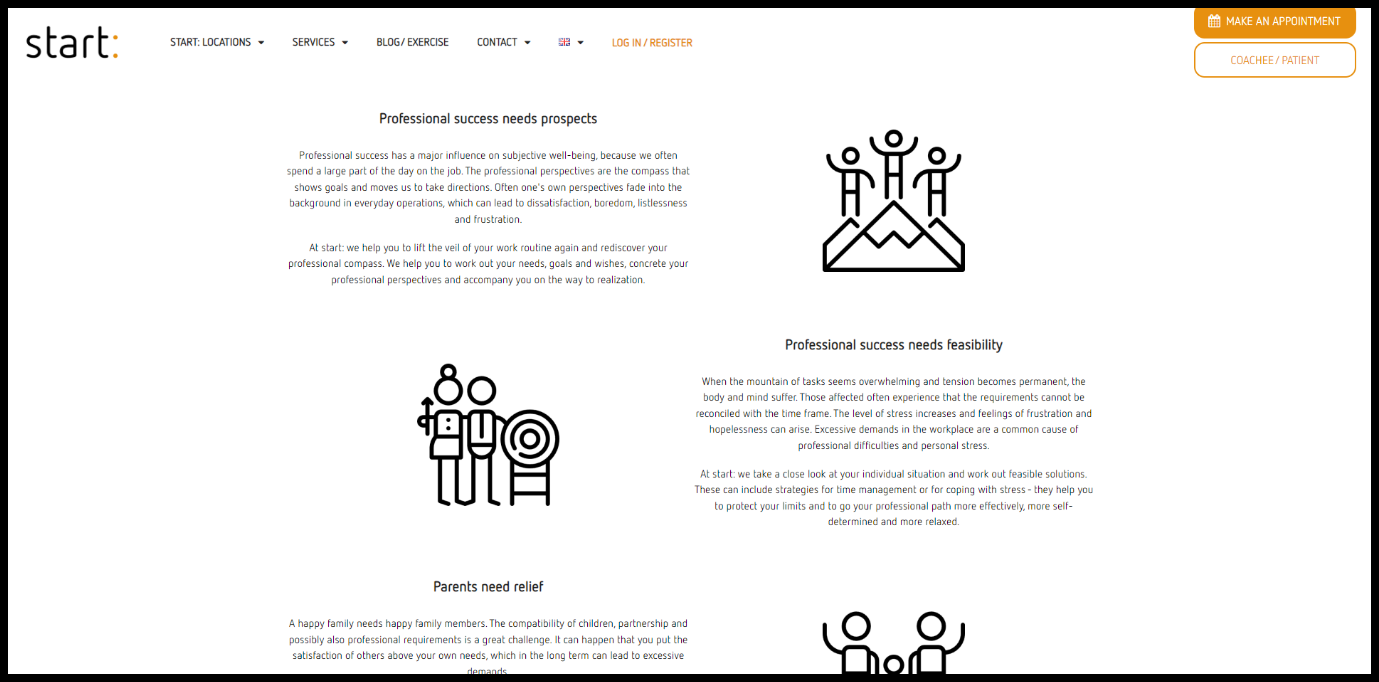 start:
START: LOCATIONS
SERVICES
BLOG/ EXERCISE
CONTACT
LOG IN / REGISTER
MAKE AN APPOINTMENT
COACHEE / PATIENT
Professional success needs prospects
Professional success has a major influence on subjective well-being, because we often
spend a large part of the day on the job. The professional perspectives are the compass that
shows goals and moves us to take directions. Often one's own perspectives fade into the
background in everyday operations, which can lead to dissatisfaction, boredom, listlessness
and frustration.
At start: we help you to lift the veil of your work routine again and rediscover your
professional compass. We help you to work out your needs, goals and wishes, concrete your
professional perspectives and accompany you on the way to realization.
Professional success needs feasibility
When the mountain of tasks seems overwhelming and tension becomes permanent, the
body and mind suffer. Those affected often experience that the requirements cannot be
reconciled with the time frame. The level of stress increases and feelings of frustration and
hopelessness can arise. Excessive demands in the workplace are a common cause of
professional difficulties and personal stress.
At start: we take a close look at your individual situation and work out feasible solutions.
These can include strategies for time management or for coping with stress - they help you
to protect your limits and to go your professional path more effectively, more self-
determined and more relaxed.
Parents need relief
A happy family needs happy family members. The compatibility of children, partnership and
possibly also professional requirements is a great challenge. It can happen that you put the
satisfaction of others above your own needs, which in the long term can lead to excessive
demands.